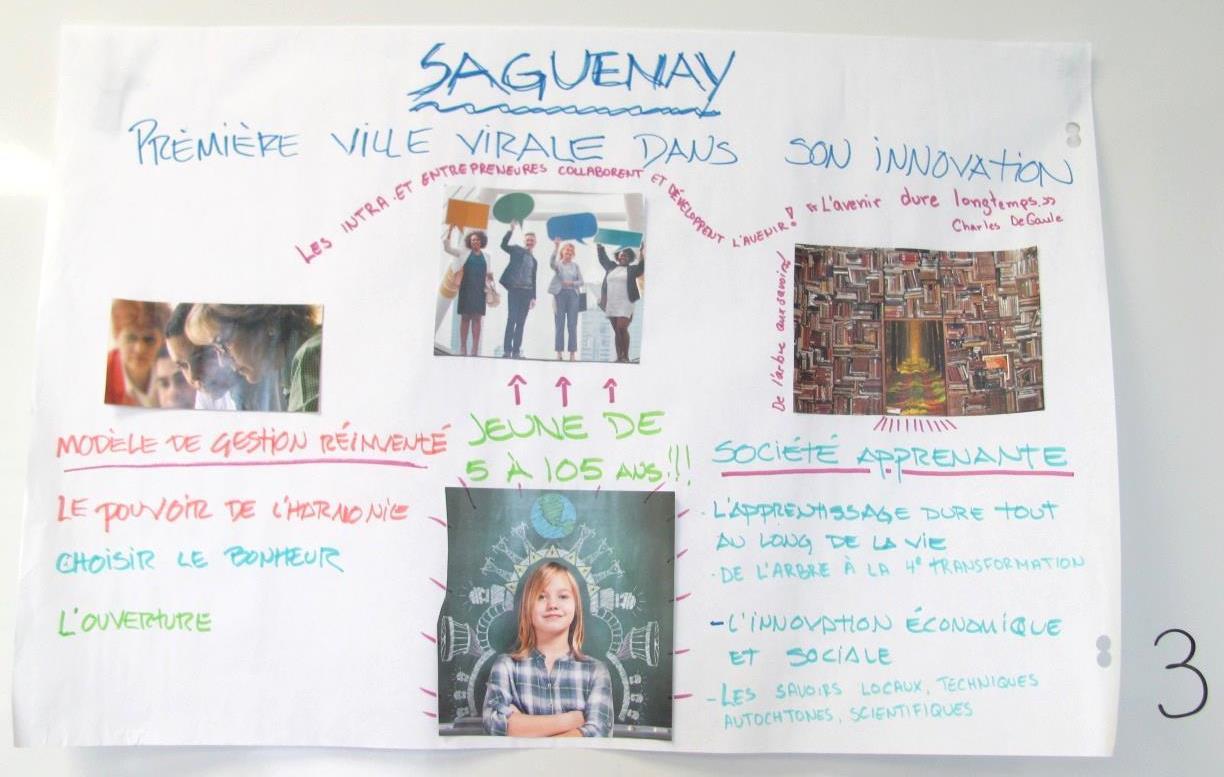 SAGUENAY
PREMIÈRE VILLE VIRALE DANS SON INNOVATION
LES INTRA.ET ENTREPRENEURES COLLABORENT ET DÉVELOPPENT L'AVENIR!
« L'avenir dure longtemps.»
Charles De Gaule
De l'arbre aux savoirs!
MODÈLE DE GESTION RÉINVENTÉ
LE POUVOIR DE L'HARMONIE
CHOISIR LE BONHEUR
L'OUVERTURE
JEUNE DE
5 À 105 ANS!!!
SOCIÉTÉ APPRENANTE
· L'APPRENTISSAGE DURE TOUT
AU LONG DE LA VIE
· DE L'ARBRE À LA 4e TRANSFORMATION
- L'INNOVATION ÉCONOMIQUE
ET SOCIALE
- LES SAVOIRS LOCAUX, TECHNIQUES
AUTOCHTONES, SCIENTIFIQUES
3